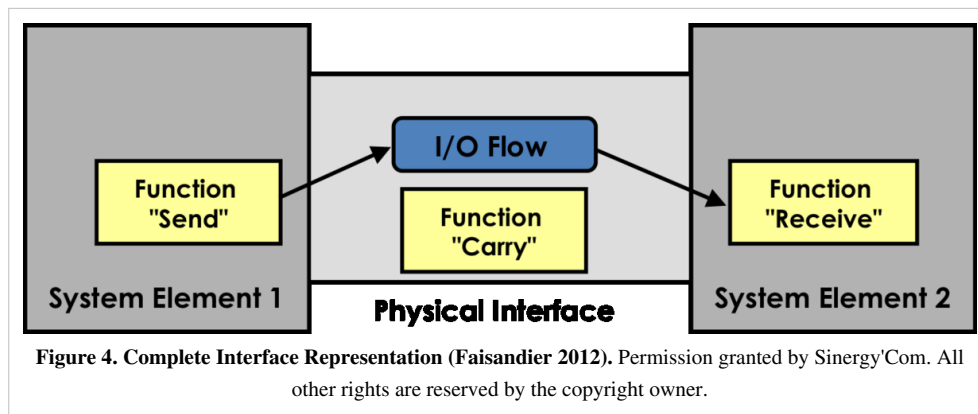 I/O Flow
Function
"Send"
Function
"Carry"
Function
"Receive"
System Element 1
Physical Interface
System Element 2
Figure 4. Complete Interface Representation (Faisandier 2012). Permission granted by Sinergy'Com. All
other rights are reserved by the copyright owner.